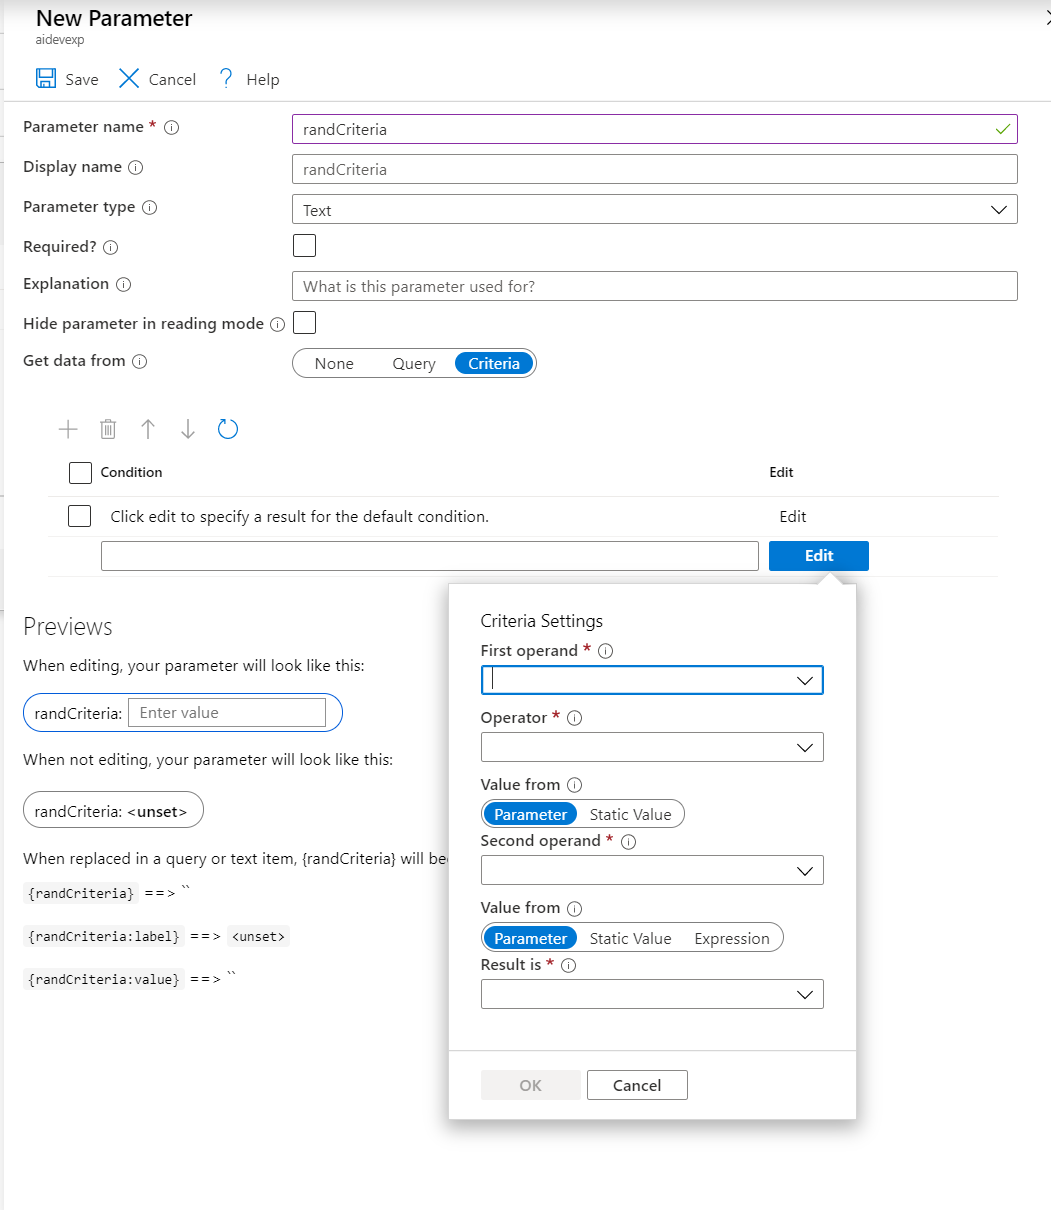 New Parameter
aidevexp
Save Cancel ? Help
Parameter name * randCriteria
Display name randCriteria
Parameter type Text
Required?
Explanation What is this parameter used for?
Hide parameter in reading mode
Get data from None Query Criteria
Condition Edit
Click edit to specify a result for the default condition. Edit
Edit
Criteria Settings
First operand *
Operator *
Value from
Parameter Static Value
Second operand *
Value from
Parameter Static Value Expression
Result is *
OK Cancel
Previews
When editing, your parameter will look like this:
randCriteria: Enter value
When not editing, your parameter will look like this:
randCriteria: <unset>
When replaced in a query or text item, {randCriteria} will be
{randCriteria} ==> ``
{randCriteria:label} ==> <unset>
{randCriteria:value} ==> ``